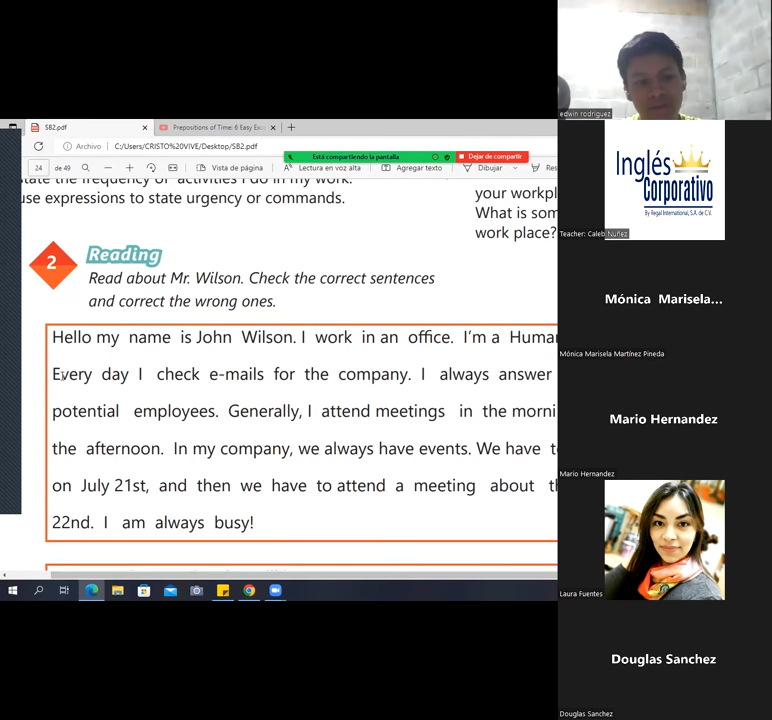 SB2.pdf
Prepositions of Time: 6 Easy Exc
Archivo
C:/Users/CRISTO%20VIVE/Desktop/SB2.pdf
Está compartiendo la pantalla
Dejar de compartir
24 de 49
Vista de página
Lectura en voz alta
Agregar texto
Dibujar
Res
the frequency of activities I do in my work.
use expressions to state urgency or commands.
your workpl
What is som
work place?
2
Reading
Read about Mr. Wilson. Check the correct sentences
and correct the wrong ones.
Hello my name is John Wilson. I work in an office. I'm a Human
Every day I check e-mails for the company. I always answer
potential employees. Generally, I attend meetings in the morni
the afternoon. In my company, we always have events. We have t
on July 21st, and then we have to attend a meeting about th
22nd. I am always busy!
edwin rodriguez
Inglés
Corporativo
By Regal International, S.A. de C.V.
Teacher: Caleb Nuñez
Mónica Marisela...
Mónica Marisela Martínez Pineda
Mario Hernandez
Mario Hernandez
Laura Fuentes
Douglas Sanchez
Douglas Sanchez